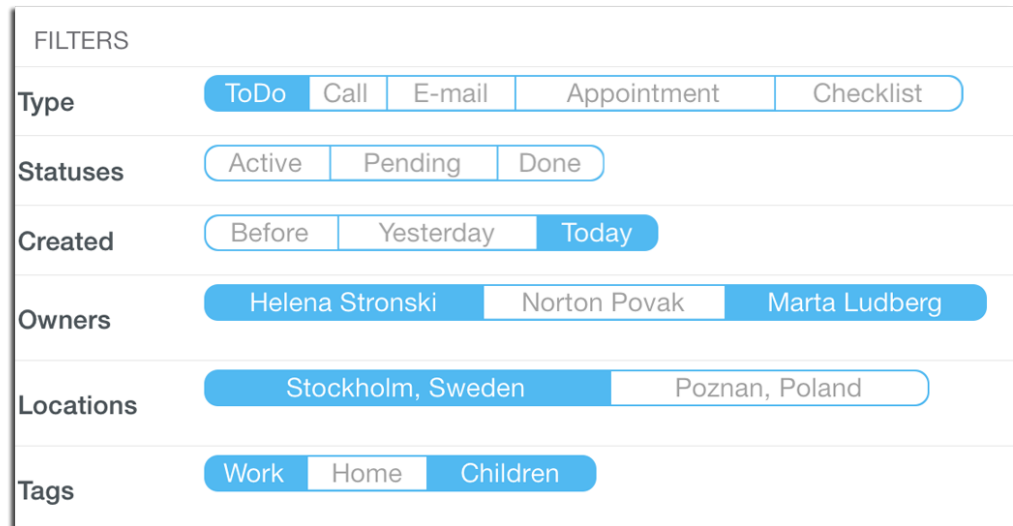 FILTERS
Type ToDo Call E-mail Appointment Checklist
Statuses Active Pending Done
Created Before Yesterday Today
Owners Helena Stronski Norton Povak Marta Ludberg
Locations Stockholm, Sweden Poznan, Poland
Tags Work Home Children